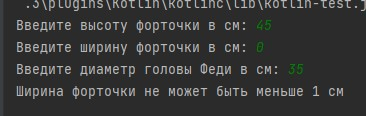 .3\plugins\kotlin\kotlinc\lib\kotlin-test.j
Введите высоту форточки в см: 45
Введите ширину форточки в см: 0
Введите диаметр головы Феди в см: 35
Ширина форточки не может быть меньше 1 см